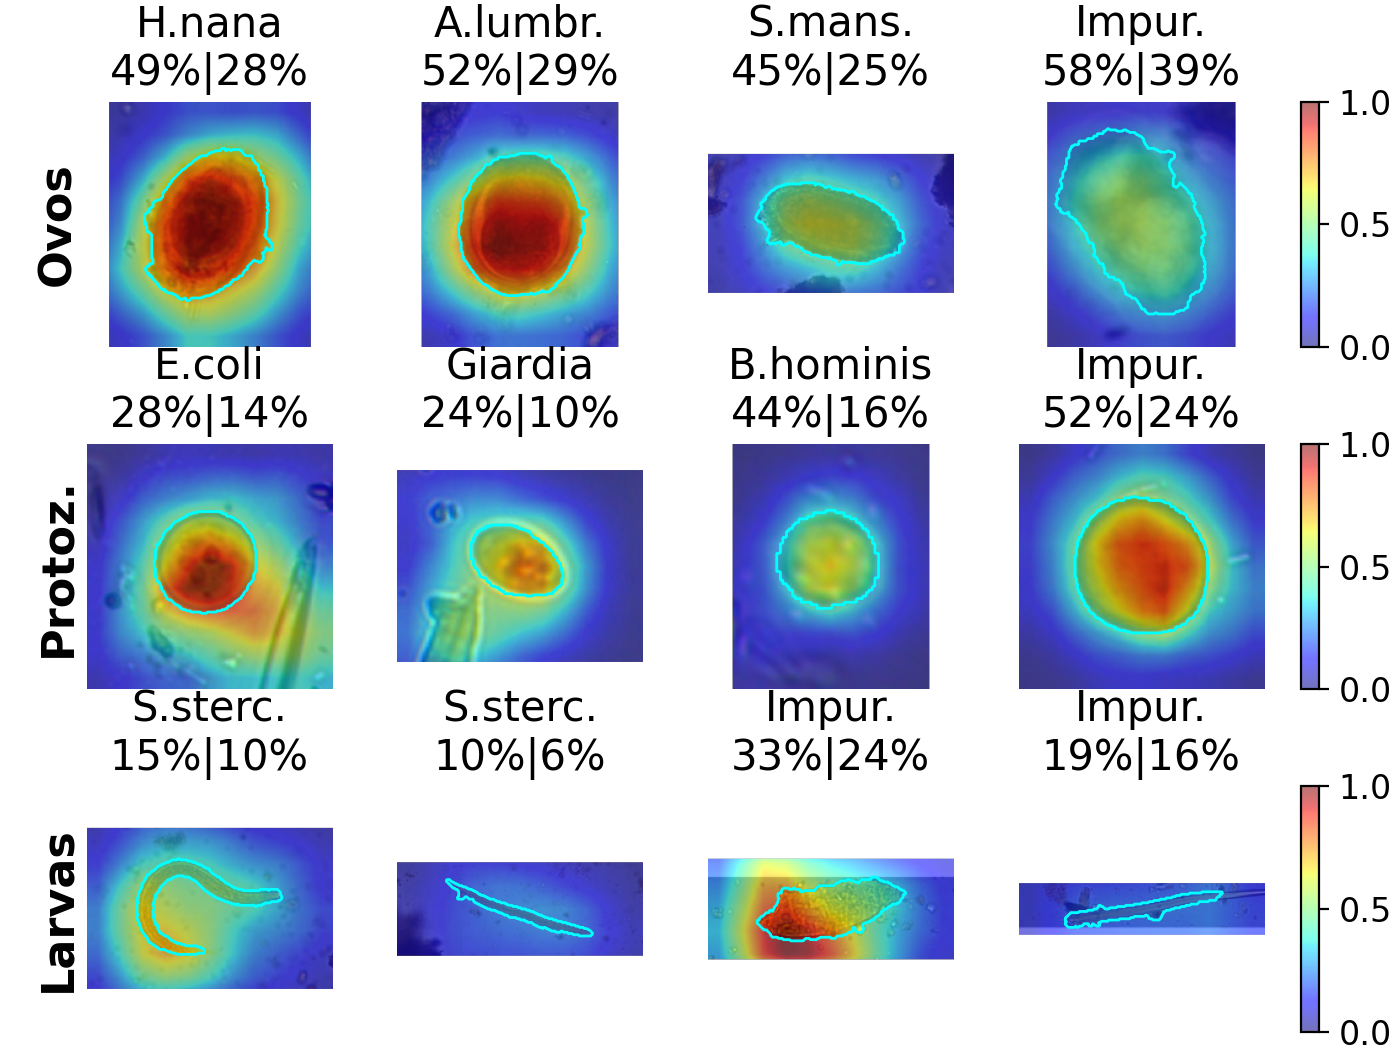 H.nana
49%|28%
A.lumbr.
52%|29%
S.mans.
45%|25%
Impur.
58%|39%
Ovos
1.0
0.5
0.0
E.coli
28%|14%
Giardia
24%|10%
B.hominis
44%|16%
Impur.
52%|24%
Protoz.
1.0
0.5
0.0
S.sterc.
15%|10%
S.sterc.
10%|6%
Impur.
33%|24%
Impur.
19%|16%
Larvas
1.0
0.5
0.0